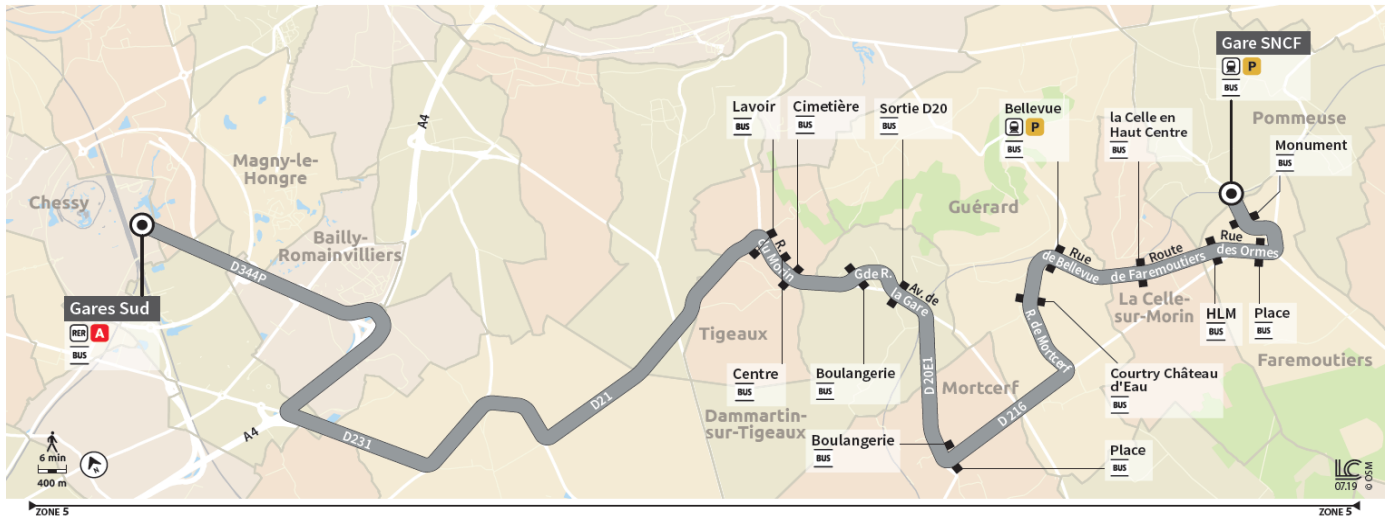 Gare SNCF
P
BUS
Pommeuse
Monument
BUS
Lavoir
BUS
Cimetière
BUS
Sortie D20
BUS
Bellevue
P
BUS
la Celle en
Haut Centre
BUS
A4
Magny-le-
Hongre
Chessy
Guérard
Bailly-
Romainvilliers
D344P
R.
du Morin
Gde R.
Av. de
la Gare
Rue
de Bellevue
Route
de Faremoutiers
Rue
des Ormes
Gares Sud
RER
A
BUS
La Celle-
sur-Morin
HLM
BUS
Place
BUS
Tigeaux
R. de Mortcerf
Faremoutiers
Centre
BUS
Boulangerie
BUS
D 20E1
Mortcerf
Courtry Château
d'Eau
BUS
D21
D 216
Dammartin-
sur-Tigeaux
A4
D231
Boulangerie
BUS
Place
BUS
6 min
400 m
N
LC
07.19
© OSM
ZONE 5
ZONE 5